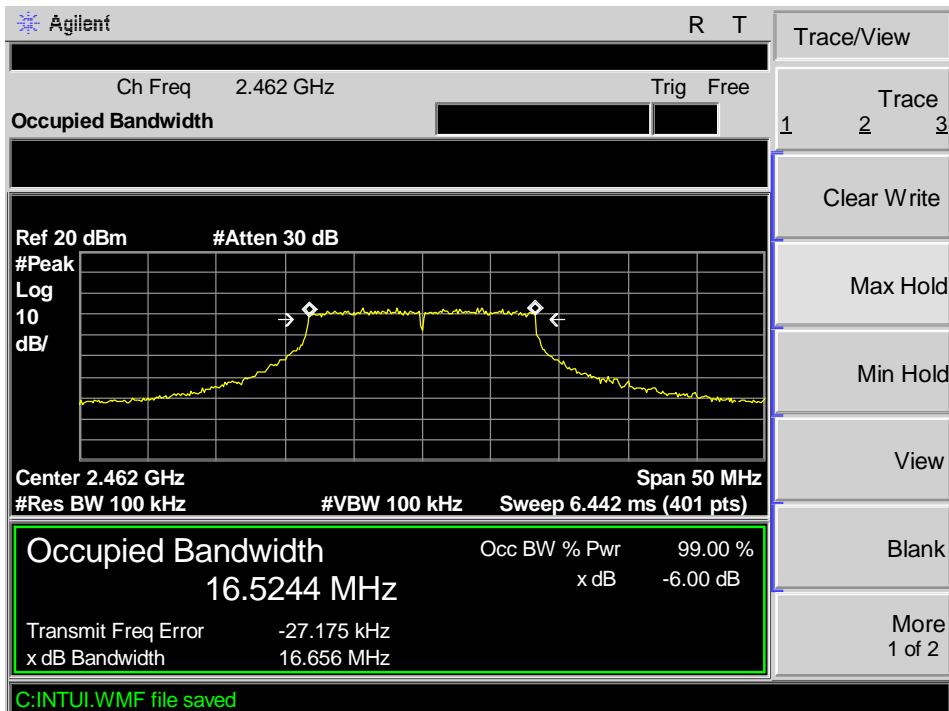 Agilent
R T
Ch Freq 2.462 GHz Trig Free
Occupied Bandwidth
Ref 20 dBm #Atten 30 dB
#Peak
Log
10
dB/
Center 2.462 GHz Span 50 MHz
#Res BW 100 kHz #VBW 100 kHz Sweep 6.442 ms (401 pts)
Occupied Bandwidth
16.5244 MHz
Occ BW % Pwr 99.00 %
x dB -6.00 dB
Transmit Freq Error -27.175 kHz
x dB Bandwidth 16.656 MHz
C:INTUI.WMF file saved
Trace/View
Trace
1 2 3
Clear Write
Max Hold
Min Hold
View
Blank
More
1 of 2